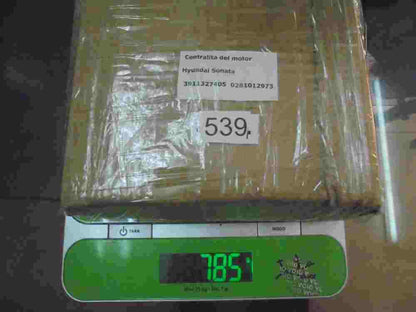 Centralita del motor
Hyundai Sonata
3911327405 0281012973
539
TARE
MODE
785